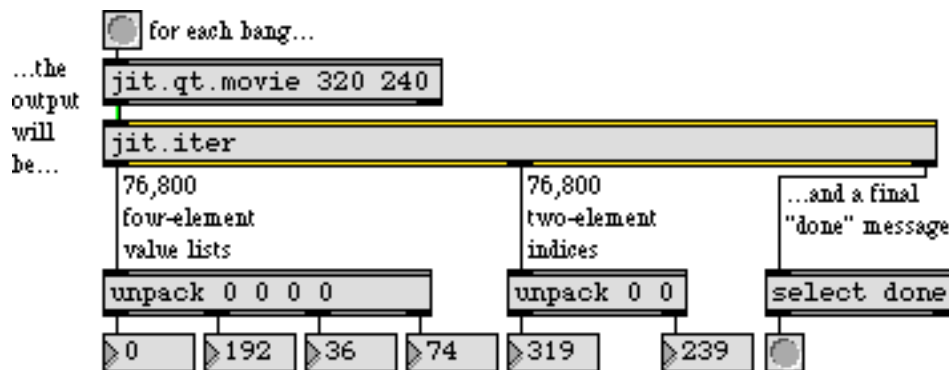 for each bang...
...the
output
will
be...
jit.qt.movie 320 240
jit.iter
76,800
four-element
value lists
76,800
two-element
indices
...and a final
"done" message
unpack 0 0 0 0
unpack 0 0
select done
0
192
36
74
319
239